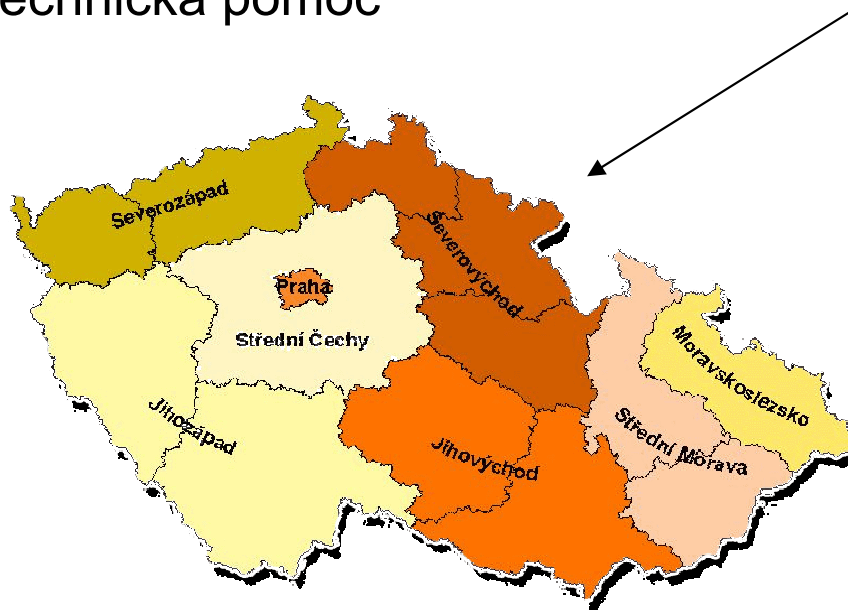 echnická pomoc
Severozápad
Severovýchod
Praha
Střední Čechy
Moravskoslezsko
Jihozápad
Střední Morava
Jihovýchod